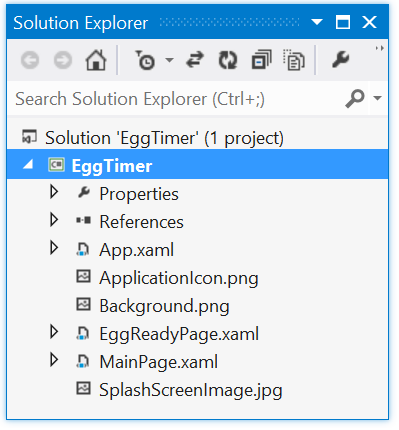 Solution Explorer
Search Solution Explorer (Ctrl+;)
Solution 'EggTimer' (1 project)
EggTimer
Properties
References
App.xaml
ApplicationIcon.png
Background.png
EggReadyPage.xaml
MainPage.xaml
SplashScreenImage.jpg